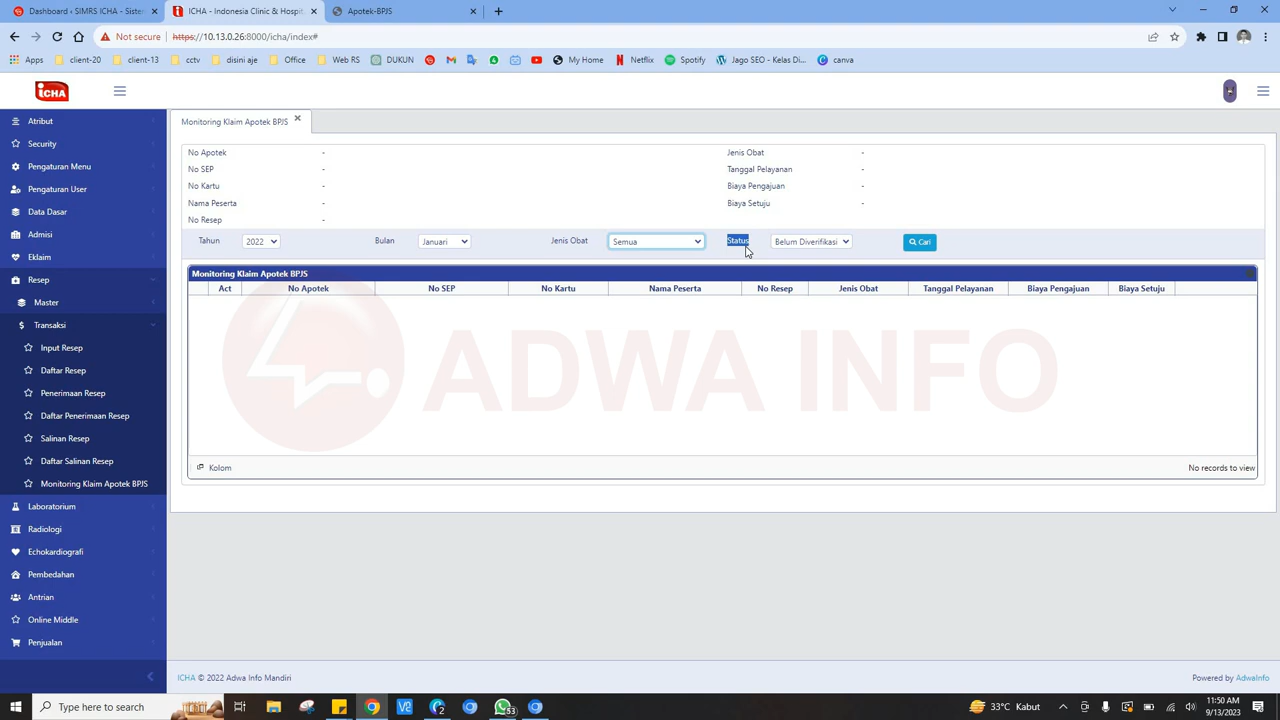 Dashboard ‹ SIMRS ICHA - Sister
ICHA - Indonesia Clinic & Hospit
Apotek-BPJS
Not secure https://10.13.0.26:8000/icha/index#
Apps client-20 client-13 cctv disini aje Office Web RS DUKUN My Home Netflix Spotify Jago SEO - Kelas Di... canva
iCHA
Monitoring Klaim Apotek BPJS
Atribut
Security
Pengaturan Menu
Pengaturan User
Data Dasar
Admisi
Eklaim
Resep
Master
Transaksi
Input Resep
Daftar Resep
Penerimaan Resep
Daftar Penerimaan Resep
Salinan Resep
Daftar Salinan Resep
Monitoring Klaim Apotek BPJS
Laboratorium
Radiologi
Echokardiografi
Pembedahan
Antrian
Online Middle
Penjualan
No Apotek - Jenis Obat -
No SEP - Tanggal Pelayanan -
No Kartu - Biaya Pengajuan -
Nama Peserta - Biaya Setuju -
No Resep -
Tahun 2022 Bulan Januari Jenis Obat Semua Status Belum Diverifikasi Cari
Monitoring Klaim Apotek BPJS
Act No Apotek No SEP No Kartu Nama Peserta No Resep Jenis Obat Tanggal Pelayanan Biaya Pengajuan Biaya Setuju
ADWA INFO
Kolom No records to view
ICHA © 2022 Adwa Info Mandiri Powered by AdwaInfo
Type here to search 53 33°C Kabut 11:50 AM
9/13/2023